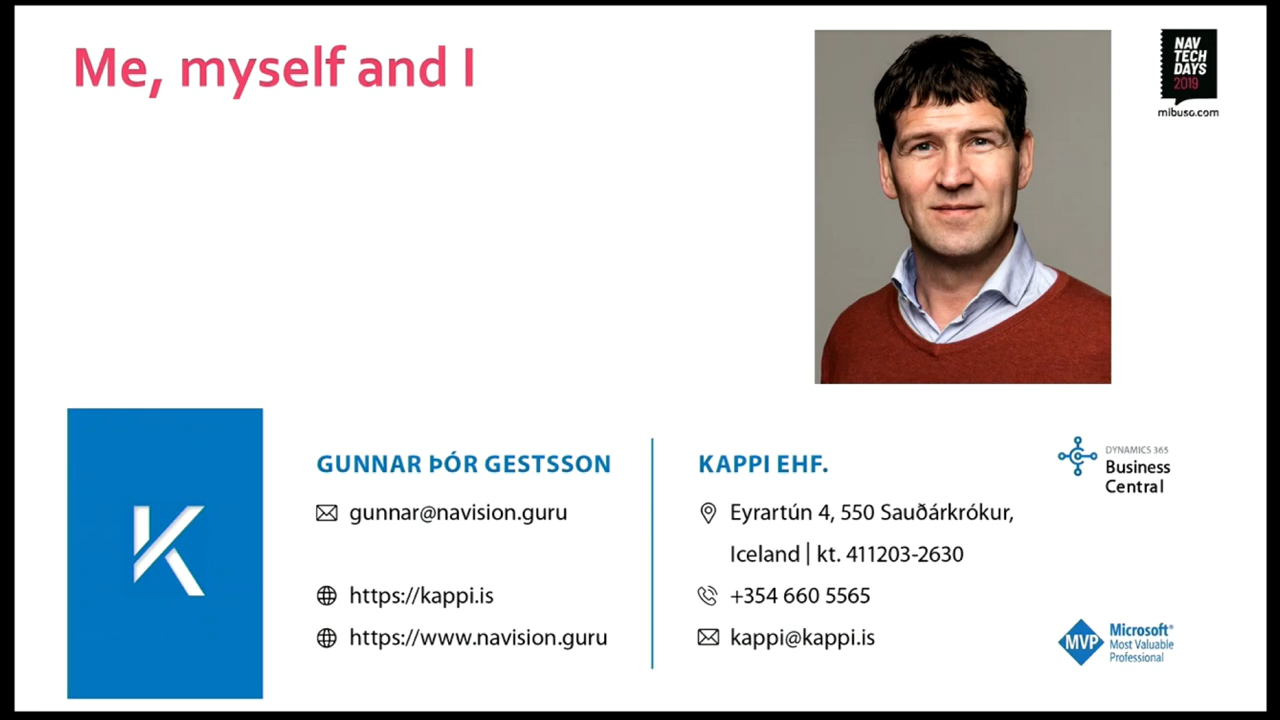 Me, myself and I
NAV
TECH
DAYS
2019
mibuso.com
K
GUNNAR ÞÓR GESTSSON
gunnar@navision.guru
https://kappi.is
https://www.navision.guru
KAPPI EHF.
Eyrartún 4, 550 Sauðárkrókur,
Iceland | kt. 411203-2630
+354 660 5565
kappi@kappi.is
DYNAMICS 365
Business
Central
MVP
Microsoft®
Most Valuable
Professional